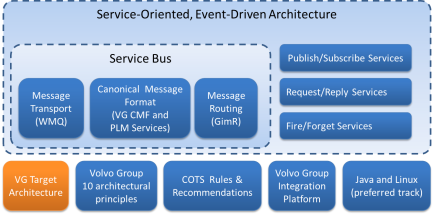 Service-Oriented, Event-Driven Architecture
Service Bus
Message
Transport
(WMQ)
Canonical Message
Format
(VG CMF and
PLM Services)
Message
Routing
(GimR)
Publish/Subscribe Services
Request/Reply Services
Fire/Forget Services
VG Target
Architecture
Volvo Group
10 architectural
principles
COTS Rules &
Recommendations
Volvo Group
Integration
Platform
Java and Linux
(preferred track)